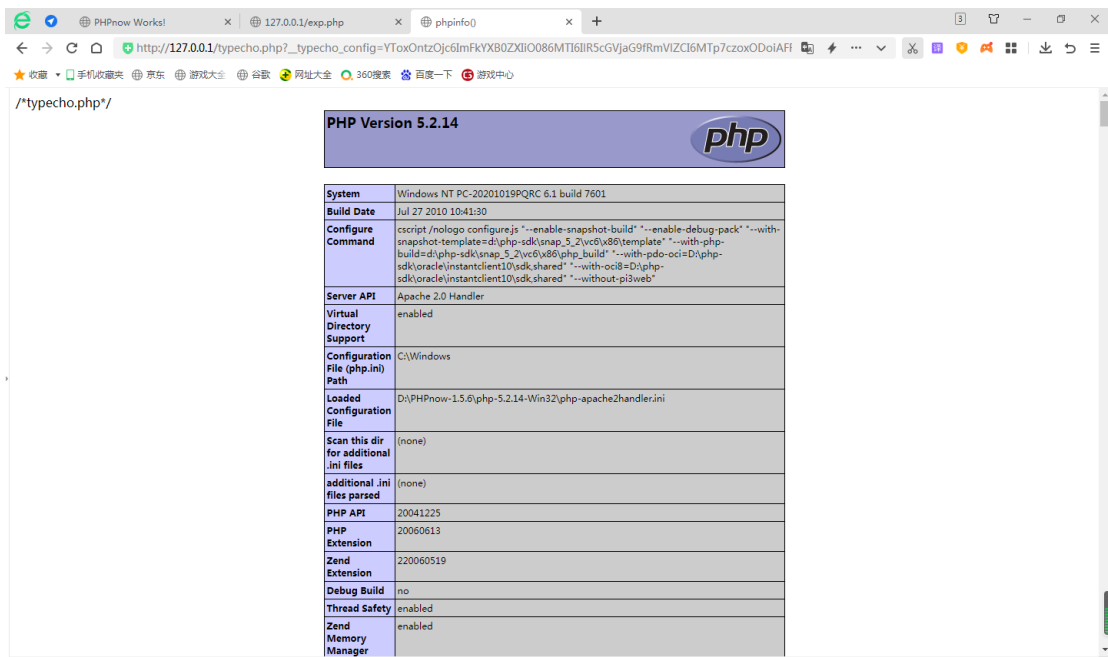 PHPnow Works!
127.0.0.1/exp.php
phpinfo()
3
http://127.0.0.1/typecho.php?__typecho_config=
收藏
手机收藏夹
京东
游戏大全
谷歌
网址大全
360搜索
百度一下
游戏中心
/*typecho.php*/
PHP Version 5.2.14
php
System Windows NT PC-20201019PQRC 6.1 build 7601
Build Date Jul 27 2010 10:41:30
Configure cscript /nologo configure.js "--enable-snapshot-build" "--enable-debug-pack" "--with-
Command snapshot-template=d:\php-sdk\snap_5_2\vc6\x86\template" "--with-php-
build=d:\php-sdk\snap_5_2\vc6\x86\php_build" "--with-pdo-oci=D:\php-
sdk\oracle\instantclient10\sdk,shared" "--with-oci8=D:\php-
sdk\oracle\instantclient10\sdk,shared" "--without-pi3web"
Server API Apache 2.0 Handler
Virtual enabled
Directory
Support
Configuration C:\Windows
File (php.ini)
Path
Loaded D:\PHPnow-1.5.6\php-5.2.14-Win32\php-apache2handler.ini
Configuration
File
Scan this dir (none)
for additional
.ini files
additional .ini (none)
files parsed
PHP API 20041225
PHP 20060613
Extension
Zend 220060519
Extension
Debug Build no
Thread Safety enabled
Zend enabled
Memory
Manager